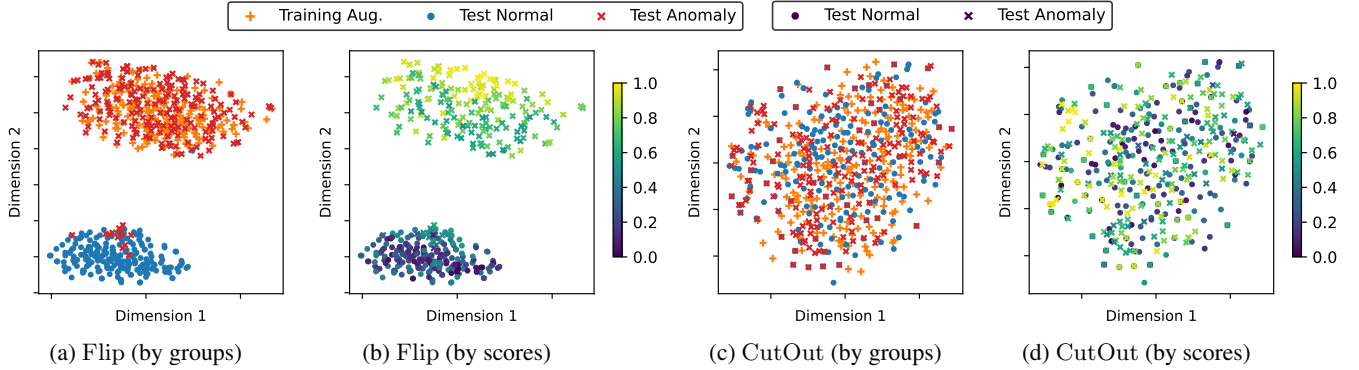 Training Aug. Test Normal Test Anomaly Test Normal Test Anomaly
Dimension 2
Dimension 1
Dimension 2
Dimension 1
1.0
0.8
0.6
0.4
0.2
0.0
Dimension 2
Dimension 1
Dimension 2
Dimension 1
1.0
0.8
0.6
0.4
0.2
0.0
(a) Flip (by groups)
(b) Flip (by scores)
(c) CutOut (by groups)
(d) CutOut (by scores)